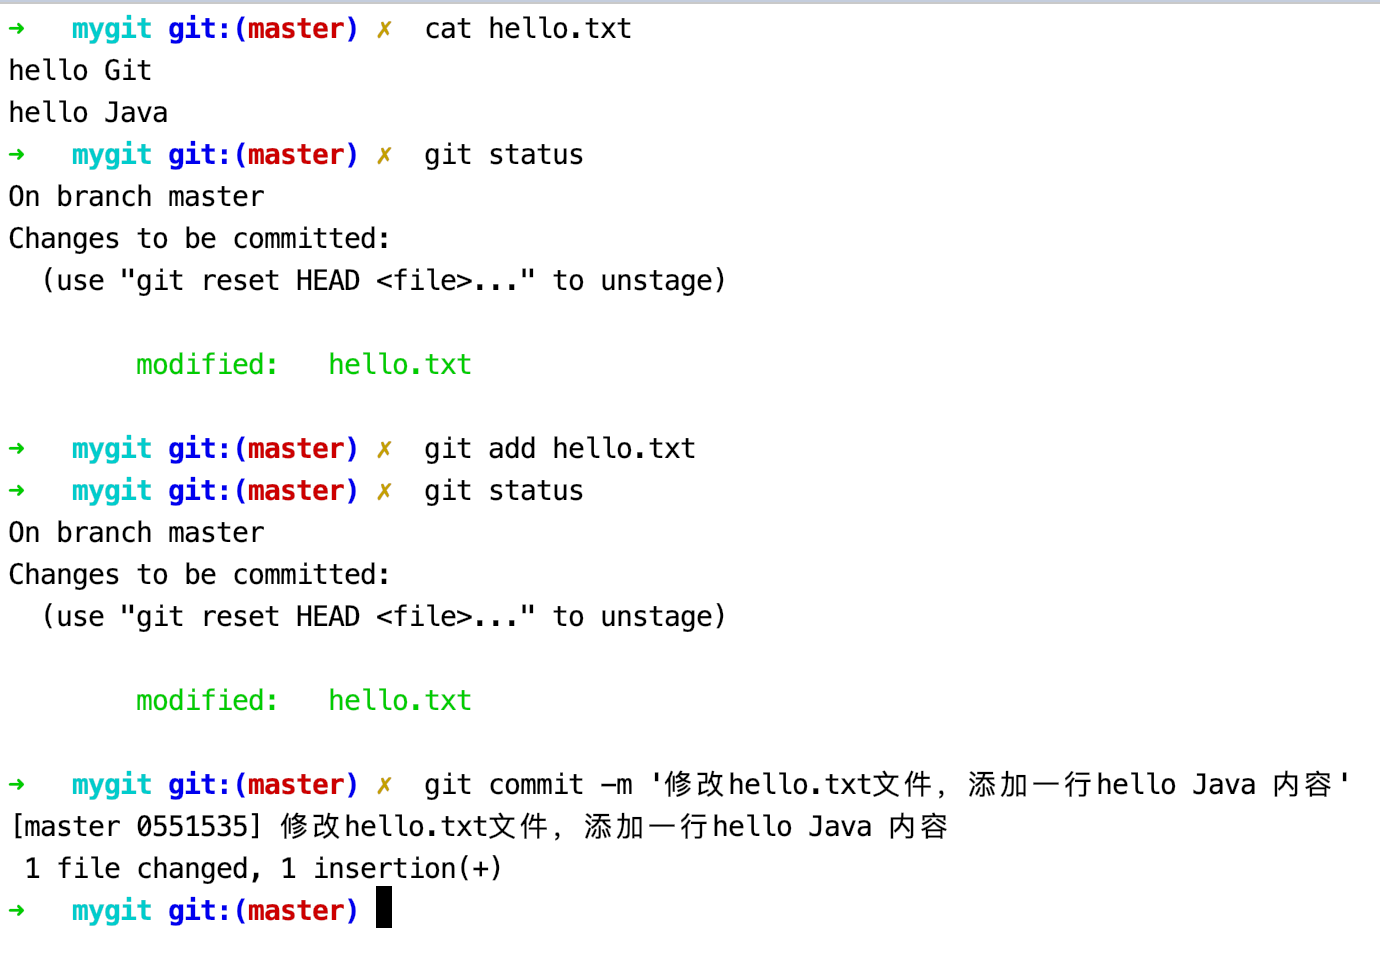 ➜  mygit git:(master) ✗ cat hello.txt
hello Git
hello Java
➜  mygit git:(master) ✗ git status
On branch master
Changes to be committed:
  (use "git reset HEAD <file>..." to unstage)
        modified:   hello.txt
➜  mygit git:(master) ✗ git add hello.txt
➜  mygit git:(master) ✗ git status
On branch master
Changes to be committed:
  (use "git reset HEAD <file>..." to unstage)
        modified:   hello.txt
➜  mygit git:(master) ✗ git commit -m '修改hello.txt文件，添加一行hello Java 内容'
[master 0551535] 修改hello.txt文件，添加一行hello Java 内容
 1 file changed, 1 insertion(+)
➜  mygit git:(master)